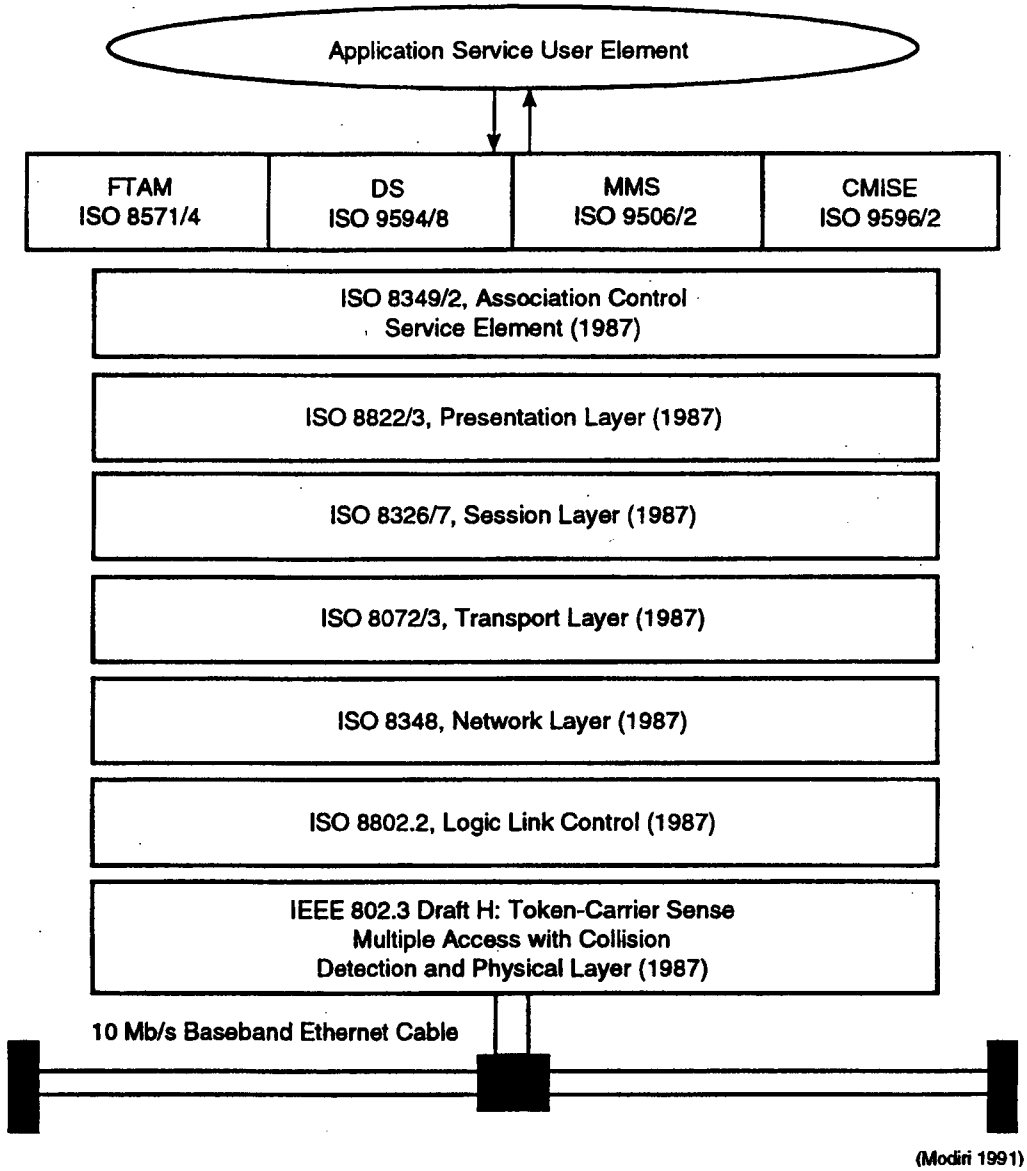 Application Service User Element
FTAM
ISO 8571/4
DS
ISO 9594/8
MMS
ISO 9506/2
CMISE
ISO 9596/2
ISO 8349/2, Association Control
Service Element (1987)
ISO 8822/3, Presentation Layer (1987)
ISO 8326/7, Session Layer (1987)
ISO 8072/3, Transport Layer (1987)
ISO 8348, Network Layer (1987)
ISO 8802.2, Logic Link Control (1987)
IEEE 802.3 Draft H: Token-Carrier Sense
Multiple Access with Collision
Detection and Physical Layer (1987)
10 Mb/s Baseband Ethernet Cable
(Modiri 1991)